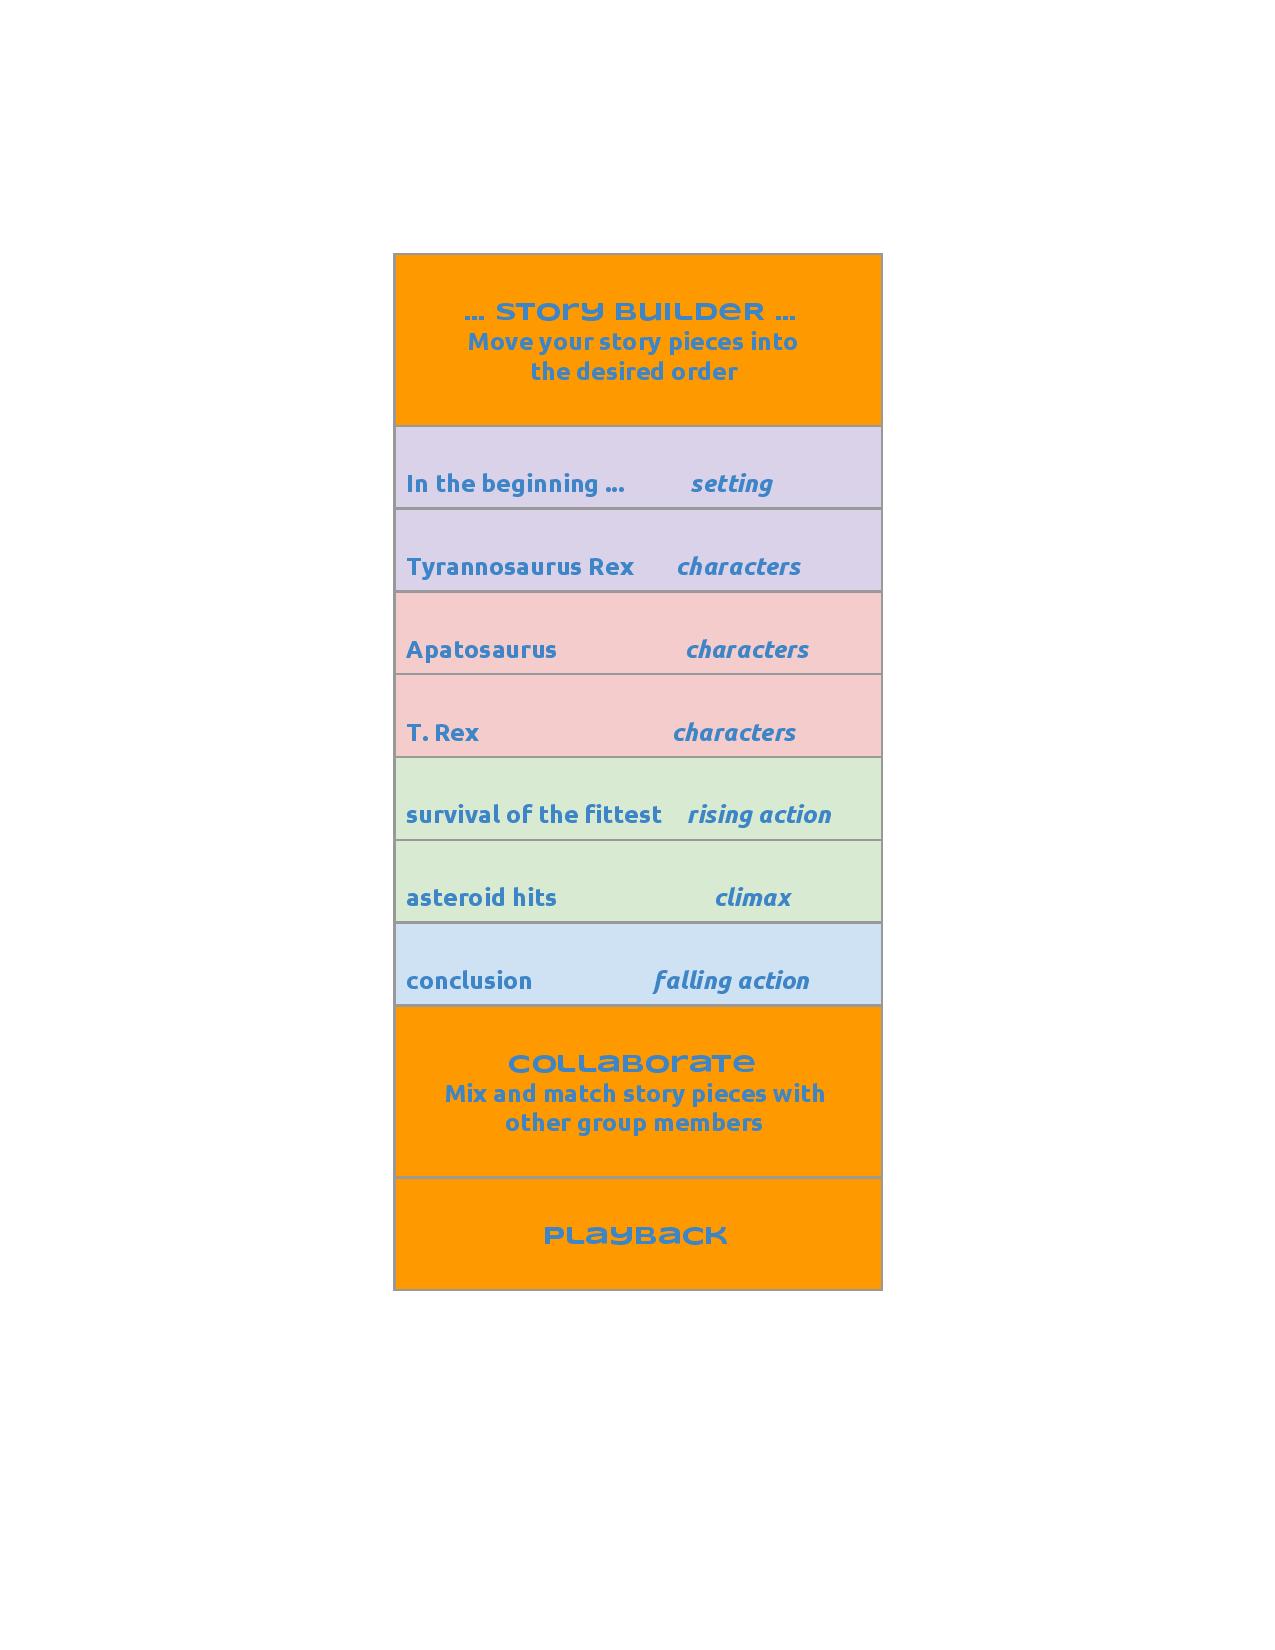 ... STORY BUILDER ...
Move your story pieces into
the desired order
In the beginning ... setting
Tyrannosaurus Rex characters
Apatosaurus characters
T. Rex characters
survival of the fittest rising action
asteroid hits climax
conclusion falling action
COLLABORATE
Mix and match story pieces with
other group members
PLAYBACK